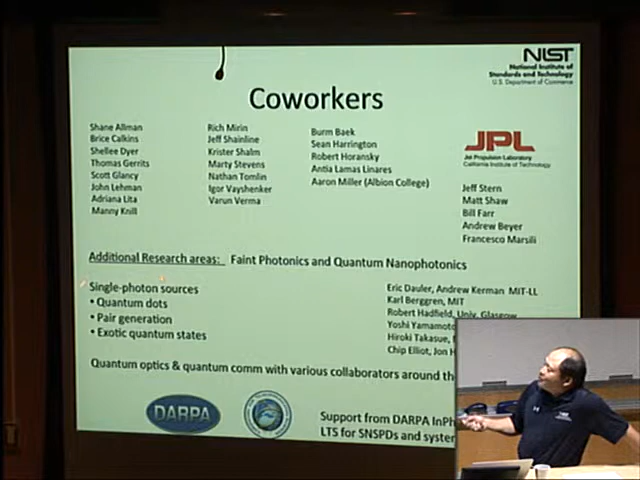 NIST
National Institute of
Standards and Technology
U.S. Department of Commerce
Coworkers
Shane Allman
Brice Calkins
Shellee Dyer
Thomas Gerrits
Scott Glancy
John Lehman
Adriana Lita
Manny Knill
Rich Mirin
Jeff Shainline
Krister Shalm
Marty Stevens
Nathan Tomlin
Igor Vayshenker
Varun Verma
Burm Baek
Sean Harrington
Robert Horansky
Antia Lamas Linares
Aaron Miller (Albion College)
JPL
Jet Propulsion Laboratory
California Institute of Technology
Jeff Stern
Matt Shaw
Bill Farr
Andrew Beyer
Francesco Marsili
Additional Research areas: Faint Photonics and Quantum Nanophotonics
Single-photon sources
• Quantum dots
• Pair generation
• Exotic quantum states
Eric Dauler, Andrew Kerman MIT-LL
Karl Berggren, MIT
Robert Hadfield, Univ. Glasgow
Yoshi Yamamoto
Hiroki Takasue,
Chip Elliot, Jon H
Quantum optics & quantum comm with various collaborators around the
DARPA
Support from DARPA InPh
LTS for SNSPDs and system